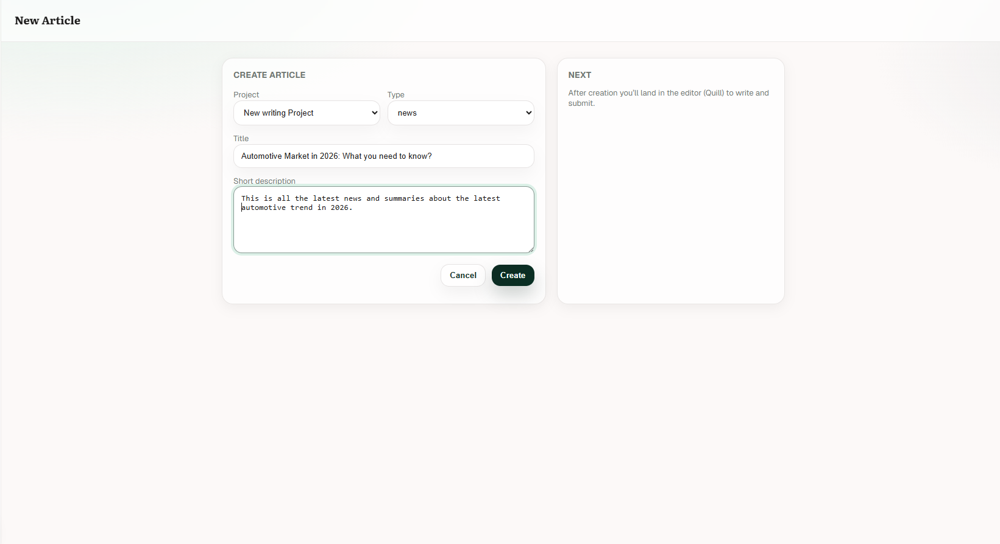 New Article
CREATE ARTICLE
Project
Type
New writing Project
news
Title
Automotive Market in 2026: What you need to know?
Short description
This is all the latest news and summaries about the latest
automotive trend in 2026.
Cancel
Create
NEXT
After creation you'll land in the editor (Quill) to write and
submit.